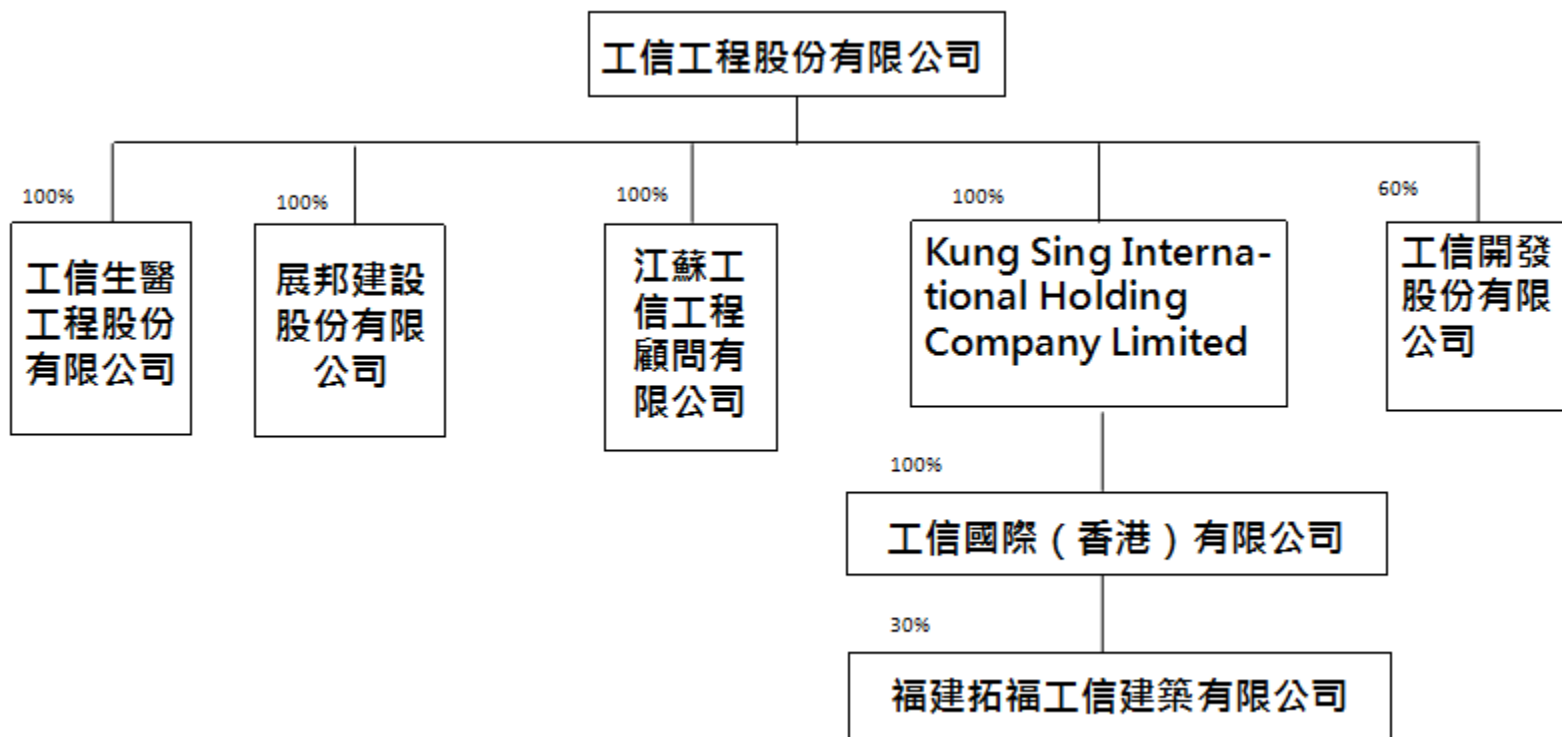 工信工程股份有限公司
100%
100%
100%
100%
60%
工信生醫
工程股份
有限公司
展邦建設
股份有限
公司
江蘇工
信工程
顧問有
限公司
Kung Sing Interna-
tional Holding
Company Limited
工信開發
股份有限
公司
100%
工信國際（香港）有限公司
30%
福建拓福工信建築有限公司